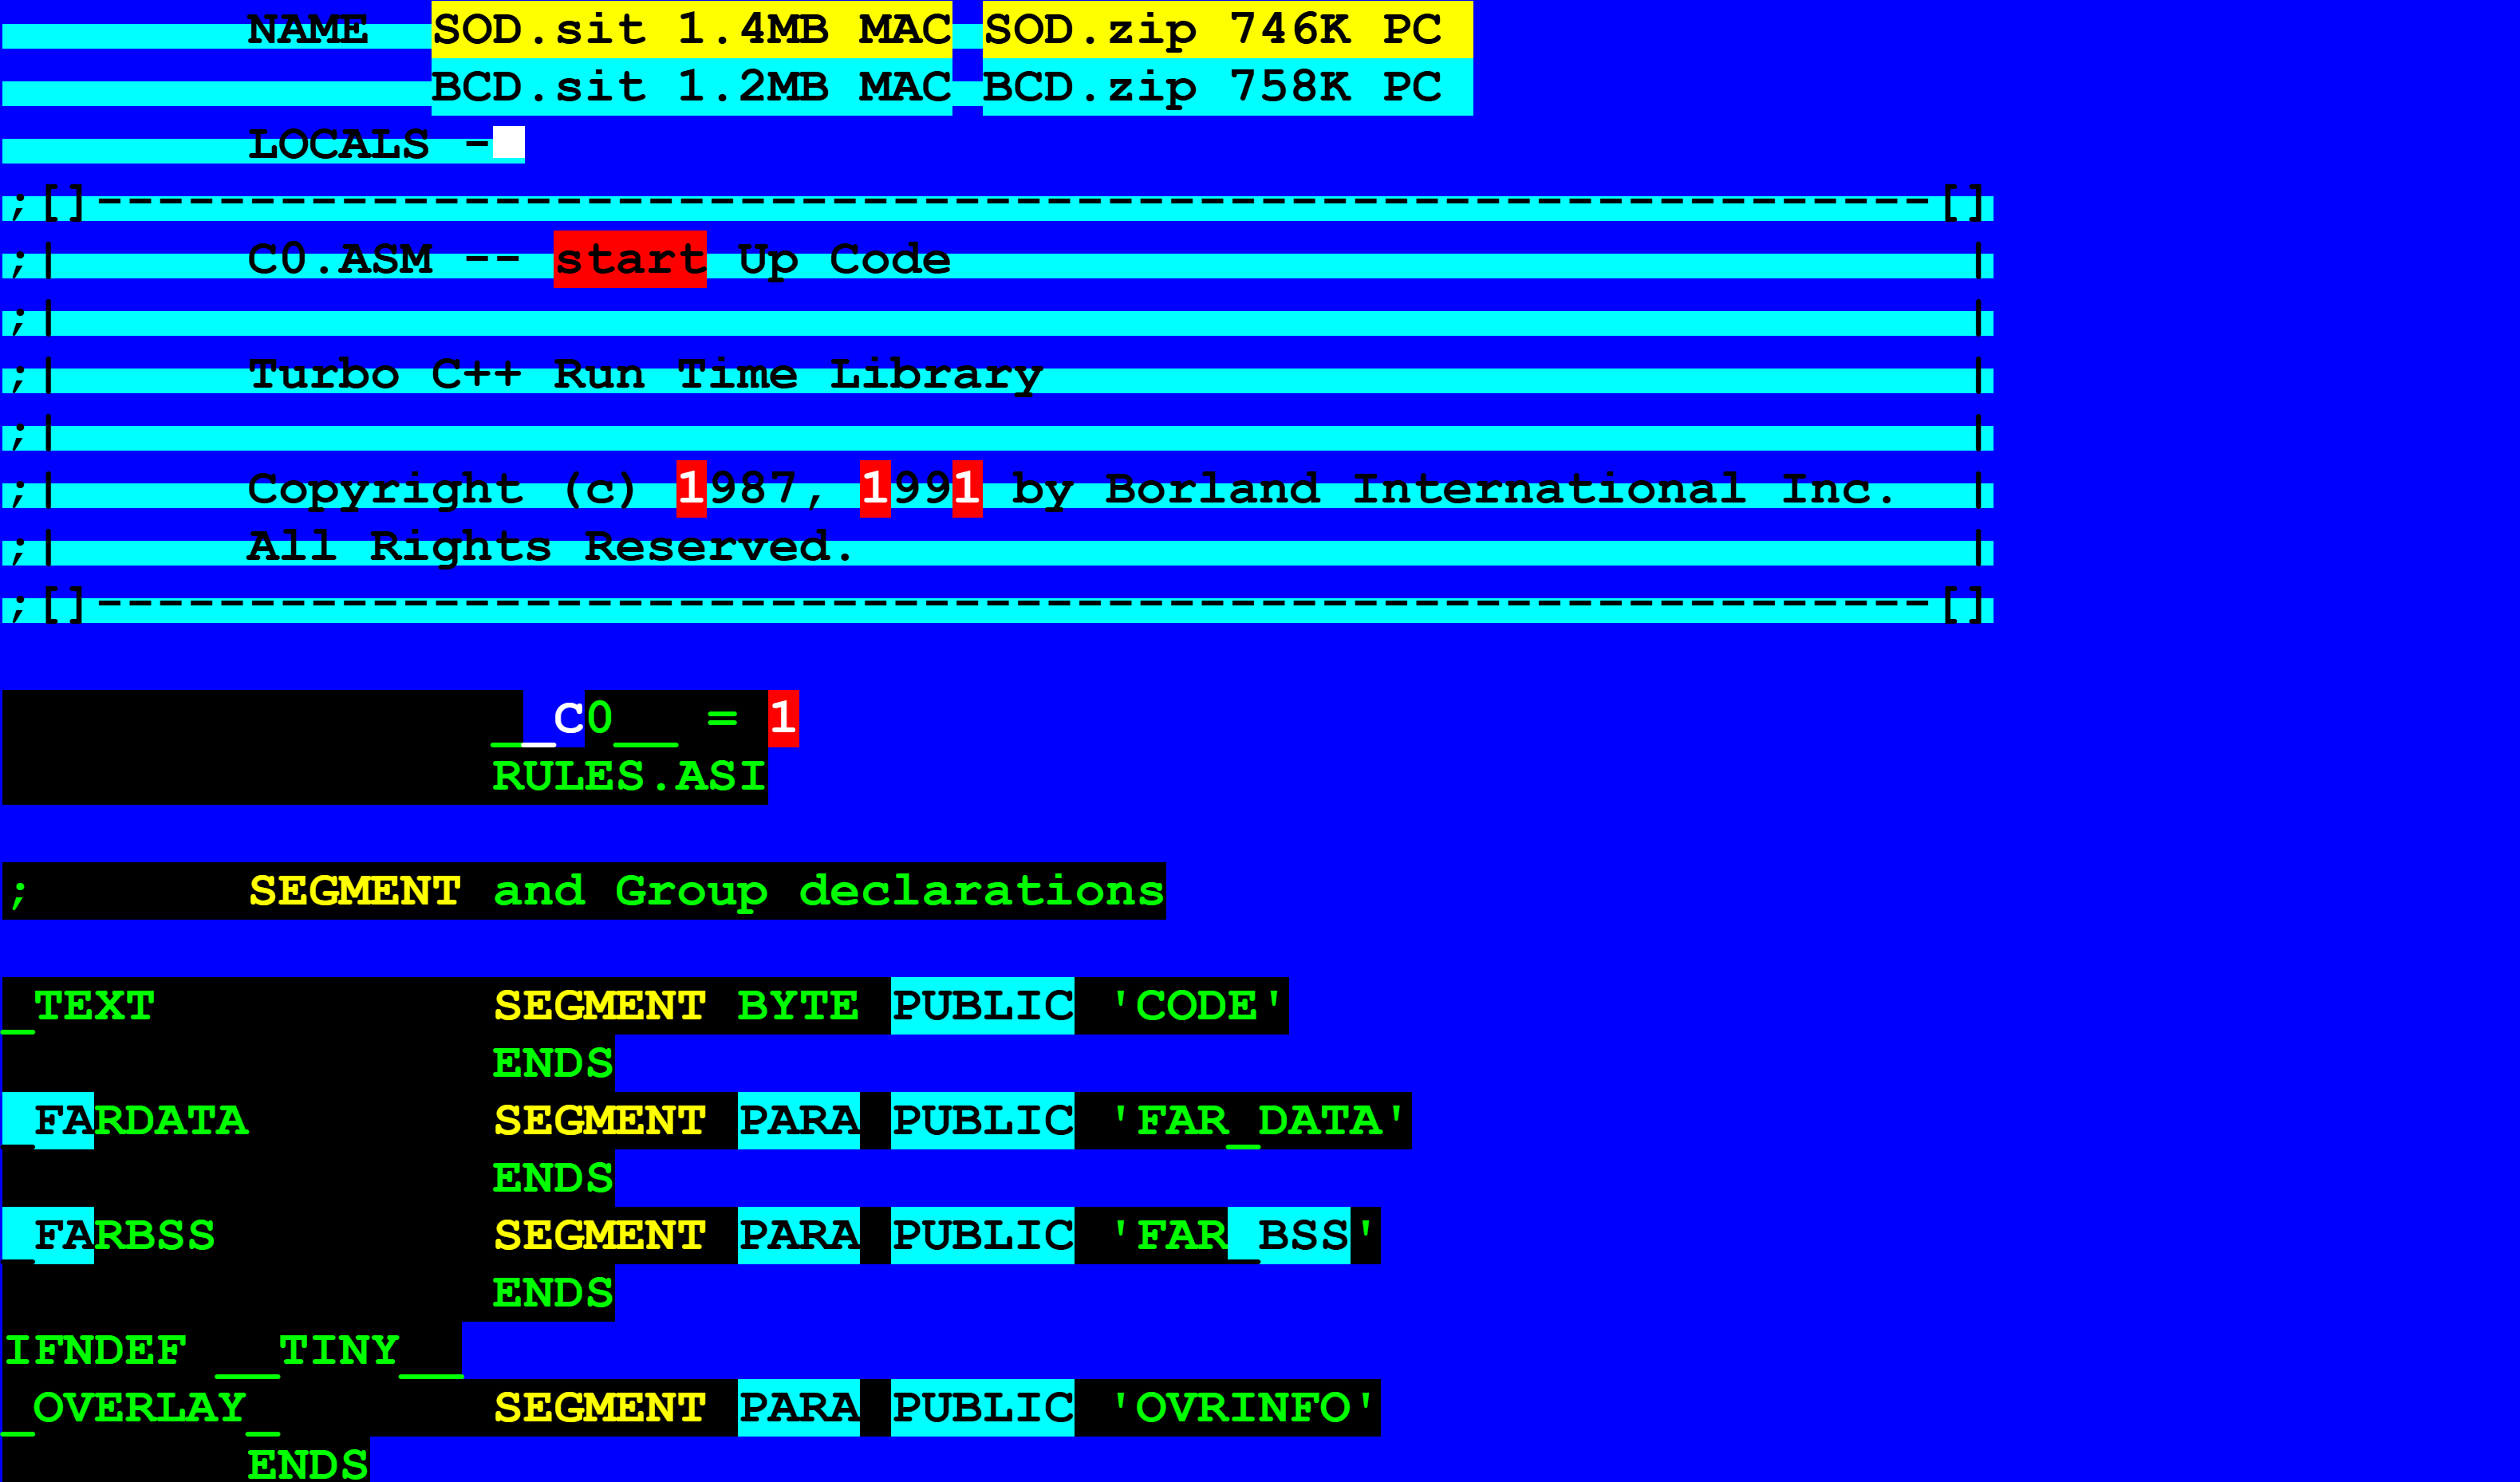 NAME  SOD.sit 1.4MB MAC SOD.zip 746K PC
              BCD.sit 1.2MB MAC BCD.zip 758K PC
        LOCALS -
;[]------------------------------------------------------------[]
;|      C0.ASM -- start Up Code                                 |
;|                                                              |
;|      Turbo C++ Run Time Library                              |
;|                                                              |
;|      Copyright (c) 1987, 1991 by Borland International Inc.  |
;|      All Rights Reserved.                                    |
;[]------------------------------------------------------------[]
                __C0__ = 1
                RULES.ASI
;       SEGMENT and Group declarations
_TEXT           SEGMENT BYTE PUBLIC 'CODE'
                ENDS
_FARDATA        SEGMENT PARA PUBLIC 'FAR_DATA'
                ENDS
_FARBSS         SEGMENT PARA PUBLIC 'FAR_BSS'
                ENDS
IFNDEF __TINY__
_OVERLAY_       SEGMENT PARA PUBLIC 'OVRINFO'
        ENDS